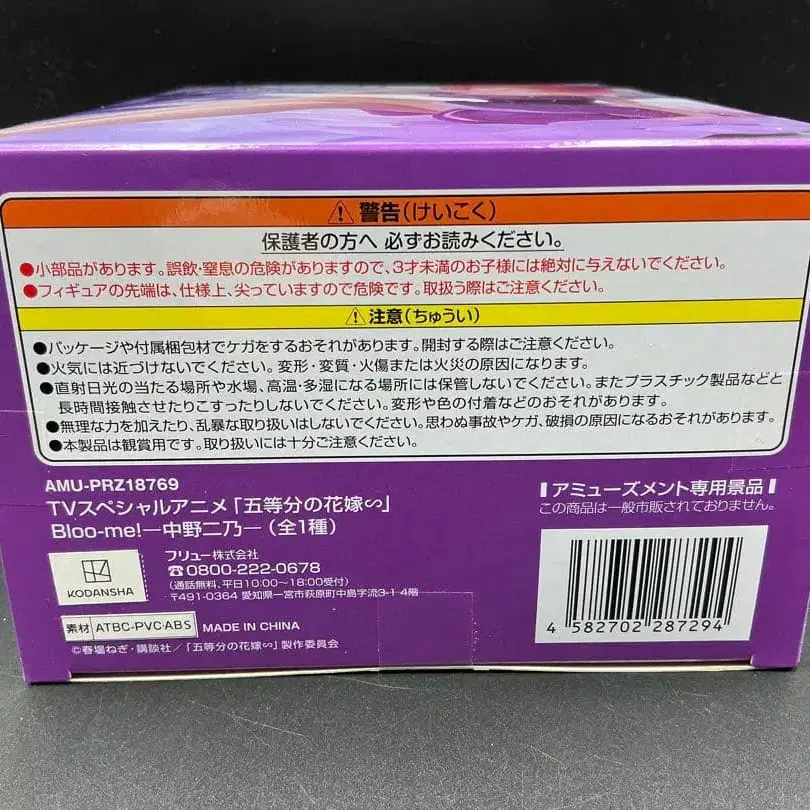 ⚠警告(けいこく)
保護者の方へ 必ずお読みください。
●小部品があります。誤飲・窒息の危険がありますので、3才未満のお子様には絶対に与えないでください。
●フィギュアの先端は、仕様上、尖っていますので危険です。取扱う際はご注意ください。
⚠注意(ちゅうい)
●パッケージや付属梱包材でケガをするおそれがあります。開封する際はご注意ください。
●火気には近づけないでください。変形・変質・火傷または火災の原因になります。
●直射日光の当たる場所や水場、高温・多湿になる場所には保管しないでください。またプラスチック製品などと
長時間接触させたりこすったりしないでください。変形や色の付着などのおそれがあります。
●無理な力を加えたり、乱暴な取り扱いはしないでください。思わぬ事故やケガ、破損の原因になるおそれがあります。
●本製品は観賞用です。取り扱いには十分ご注意ください。
AMU-PRZ18769
TVスペシャルアニメ「五等分の花嫁∽」
Bloo-me!―中野二乃―(全1種)
KODANSHA
フリュー株式会社
☎0800-222-0678
(通話無料、平日10:00~18:00受付)
〒491-0364 愛知県一宮市萩原町中島字流3-1 4階
素材 ATBC-PVC・ABS MADE IN CHINA
©春場ねぎ・講談社/「五等分の花嫁∽」製作委員会
アミューズメント専用景品
この商品は一般市販されておりません。
4 582702 287294